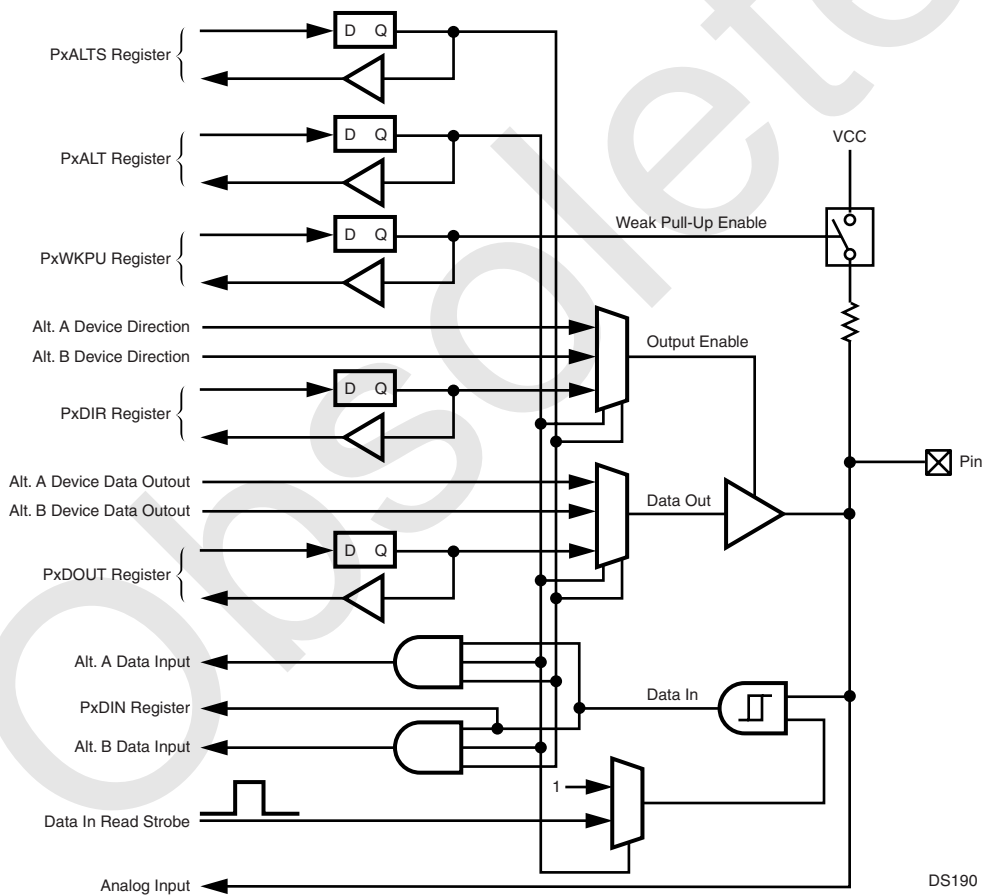 PxALTS Register
D Q
PxALT Register
D Q
VCC
PxWKPU Register
D Q
Weak Pull-Up Enable
Alt. A Device Direction
Alt. B Device Direction
Output Enable
PxDIR Register
D Q
Pin
Alt. A Device Data Outout
Alt. B Device Data Outout
Data Out
PxDOUT Register
D Q
Alt. A Data Input
PxDIN Register
Data In
Alt. B Data Input
1
Data In Read Strobe
Analog Input
DS190
Obsolete